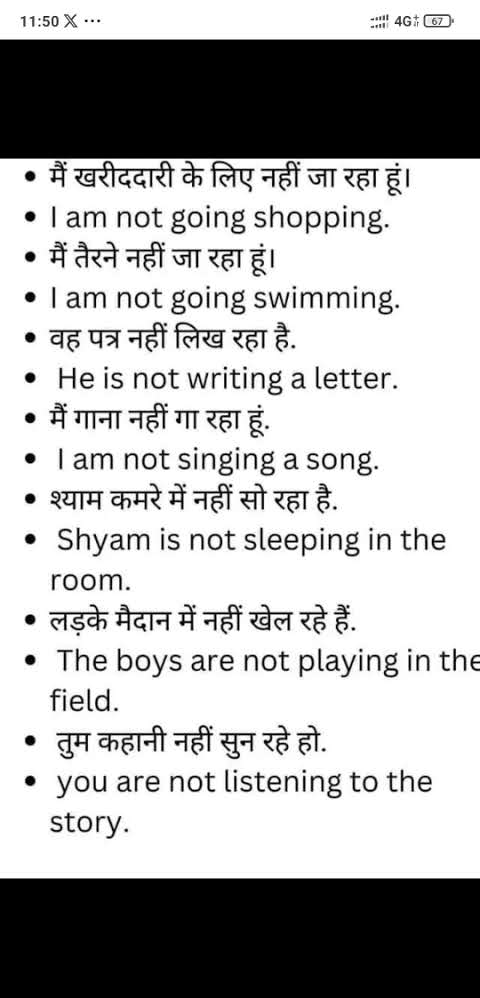 11:50 X ...
4G 67
• मैं खरीददारी के लिए नहीं जा रहा हूं।
• I am not going shopping.
• मैं तैरने नहीं जा रहा हूं।
• I am not going swimming.
• वह पत्र नहीं लिख रहा है.
• He is not writing a letter.
• मैं गाना नहीं गा रहा हूं.
• I am not singing a song.
• श्याम कमरे में नहीं सो रहा है.
• Shyam is not sleeping in the
room.
• लड़के मैदान में नहीं खेल रहे हैं.
• The boys are not playing in the
field.
• तुम कहानी नहीं सुन रहे हो.
• you are not listening to the
story.